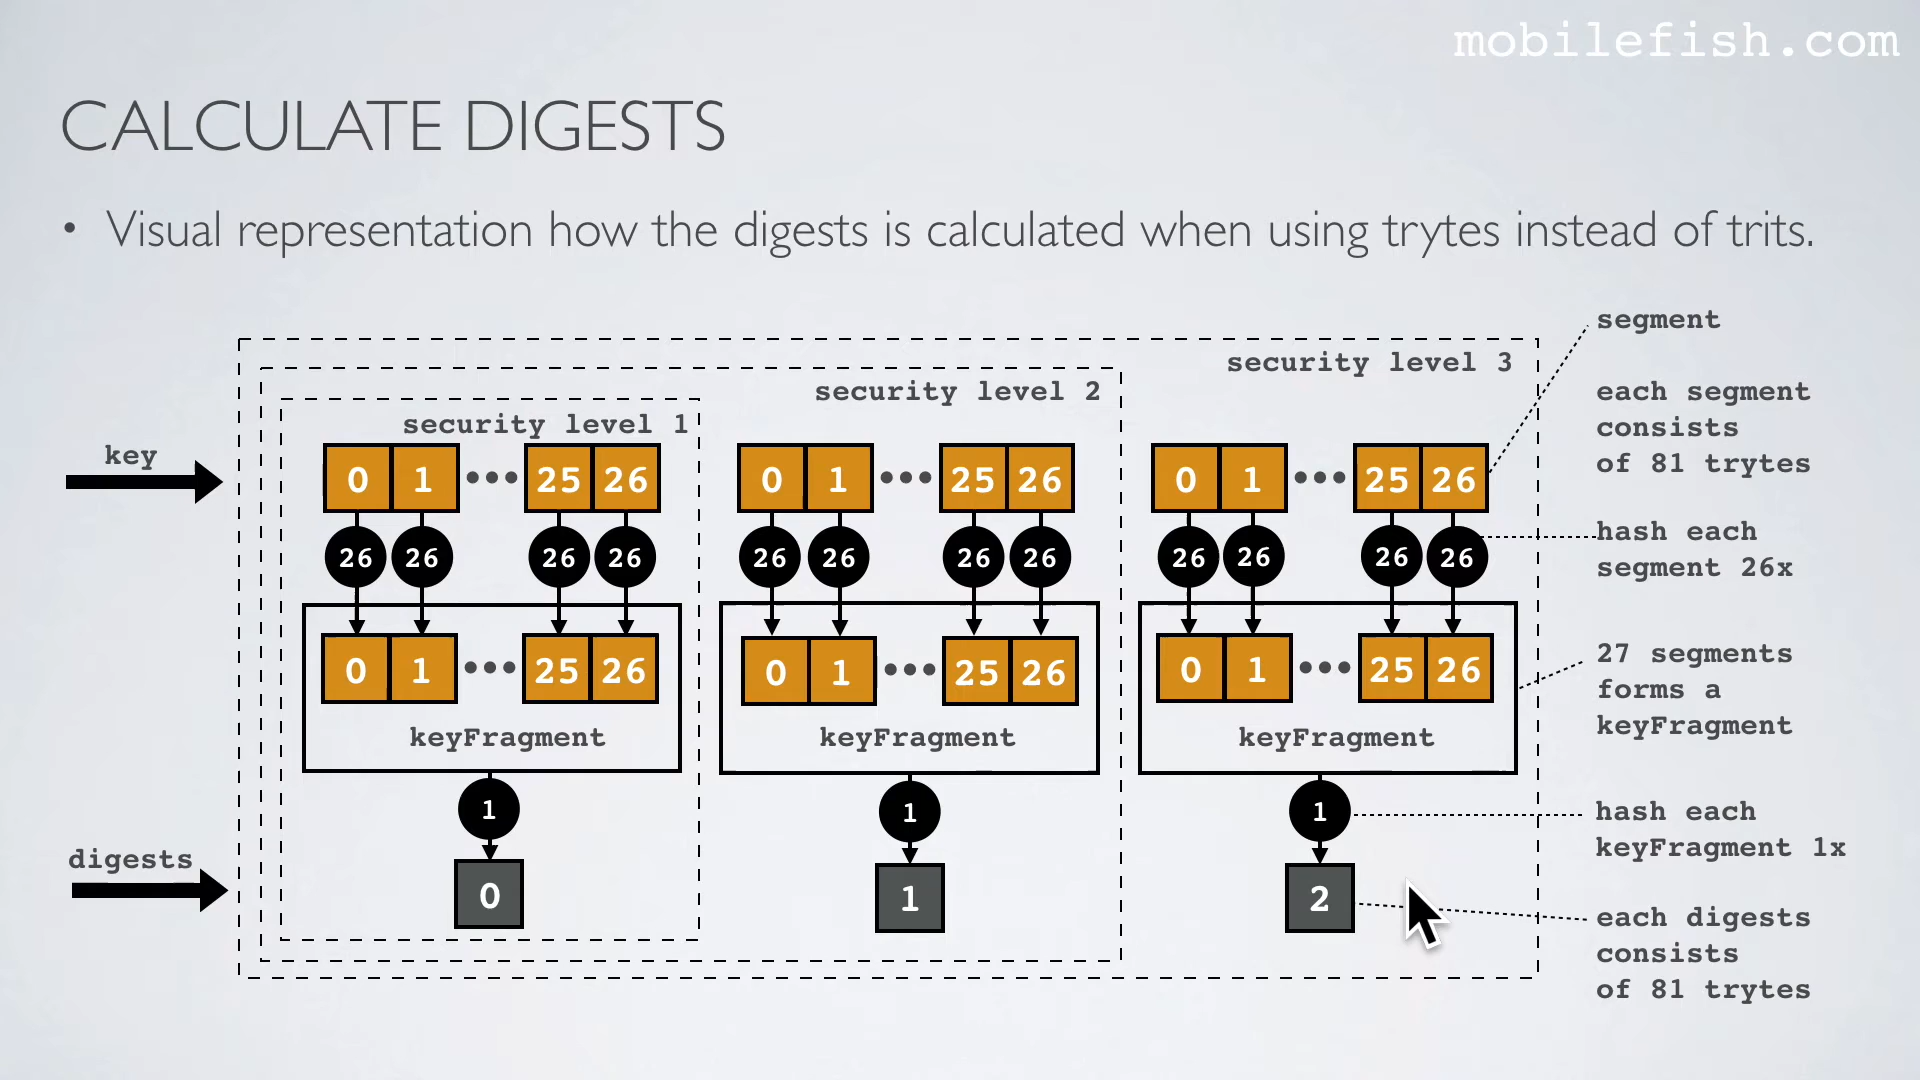 mobilefish.com
CALCULATE DIGESTS
• Visual representation how the digests is calculated when using trytes instead of trits.
segment
security level 3
security level 2
each segment
consists
of 81 trytes
security level 1
key
0 1 ••• 25 26 0 1 ••• 25 26 0 1 ••• 25 26
26 26 26 26 26 26 26 26 26 26 26 26
hash each
segment 26x
0 1 ••• 25 26 0 1 ••• 25 26 0 1 ••• 25 26
27 segments
forms a
keyFragment
keyFragment keyFragment keyFragment
1 1 1
hash each
keyFragment 1x
digests
0 1 2
each digests
consists
of 81 trytes